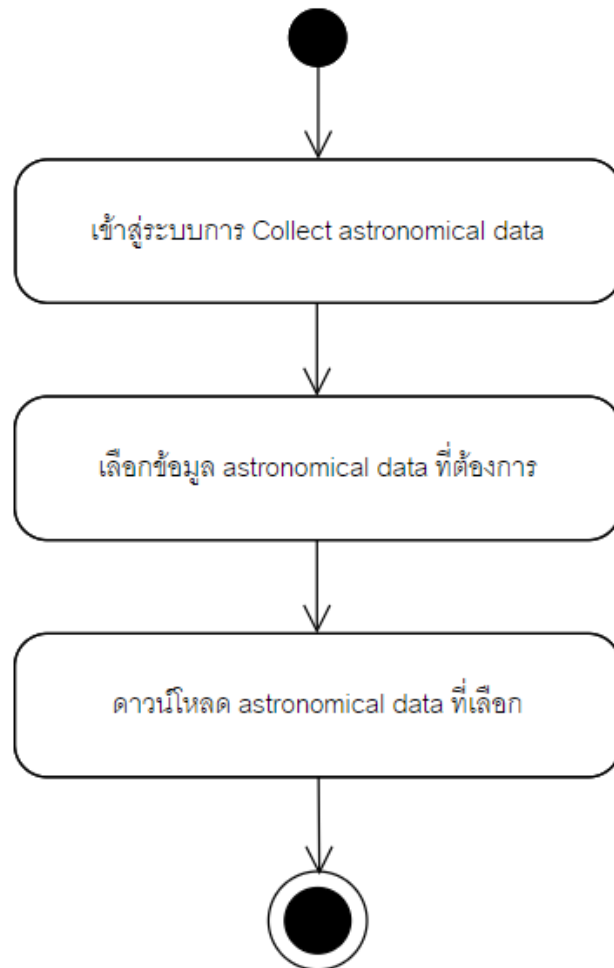 เข้าสู่ระบบการ Collect astronomical data
เลือกข้อมูล astronomical data ที่ต้องการ
ดาวน์โหลด astronomical data ที่เลือก